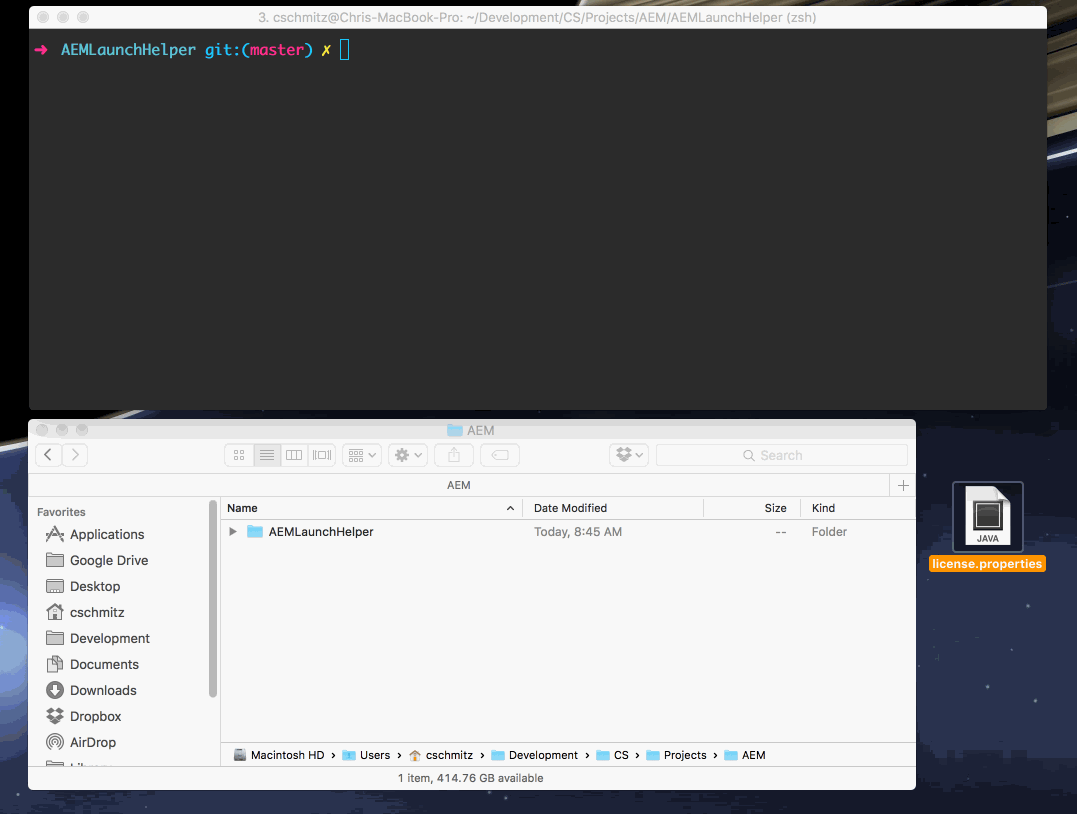 3. cschmitz@Chris-MacBook-Pro: ~/Development/CS/Projects/AEM/AEMLaunchHelper (zsh)
➜ AEMLaunchHelper git:(master) ✗
AEM
Search
AEM
Favorites
Applications
Google Drive
Desktop
cschmitz
Development
Documents
Downloads
Dropbox
AirDrop
Name Date Modified Size Kind
AEMLaunchHelper Today, 8:45 AM -- Folder
Macintosh HD › Users › cschmitz › Development › CS › Projects › AEM
1 item, 414.76 GB available
JAVA
license.properties